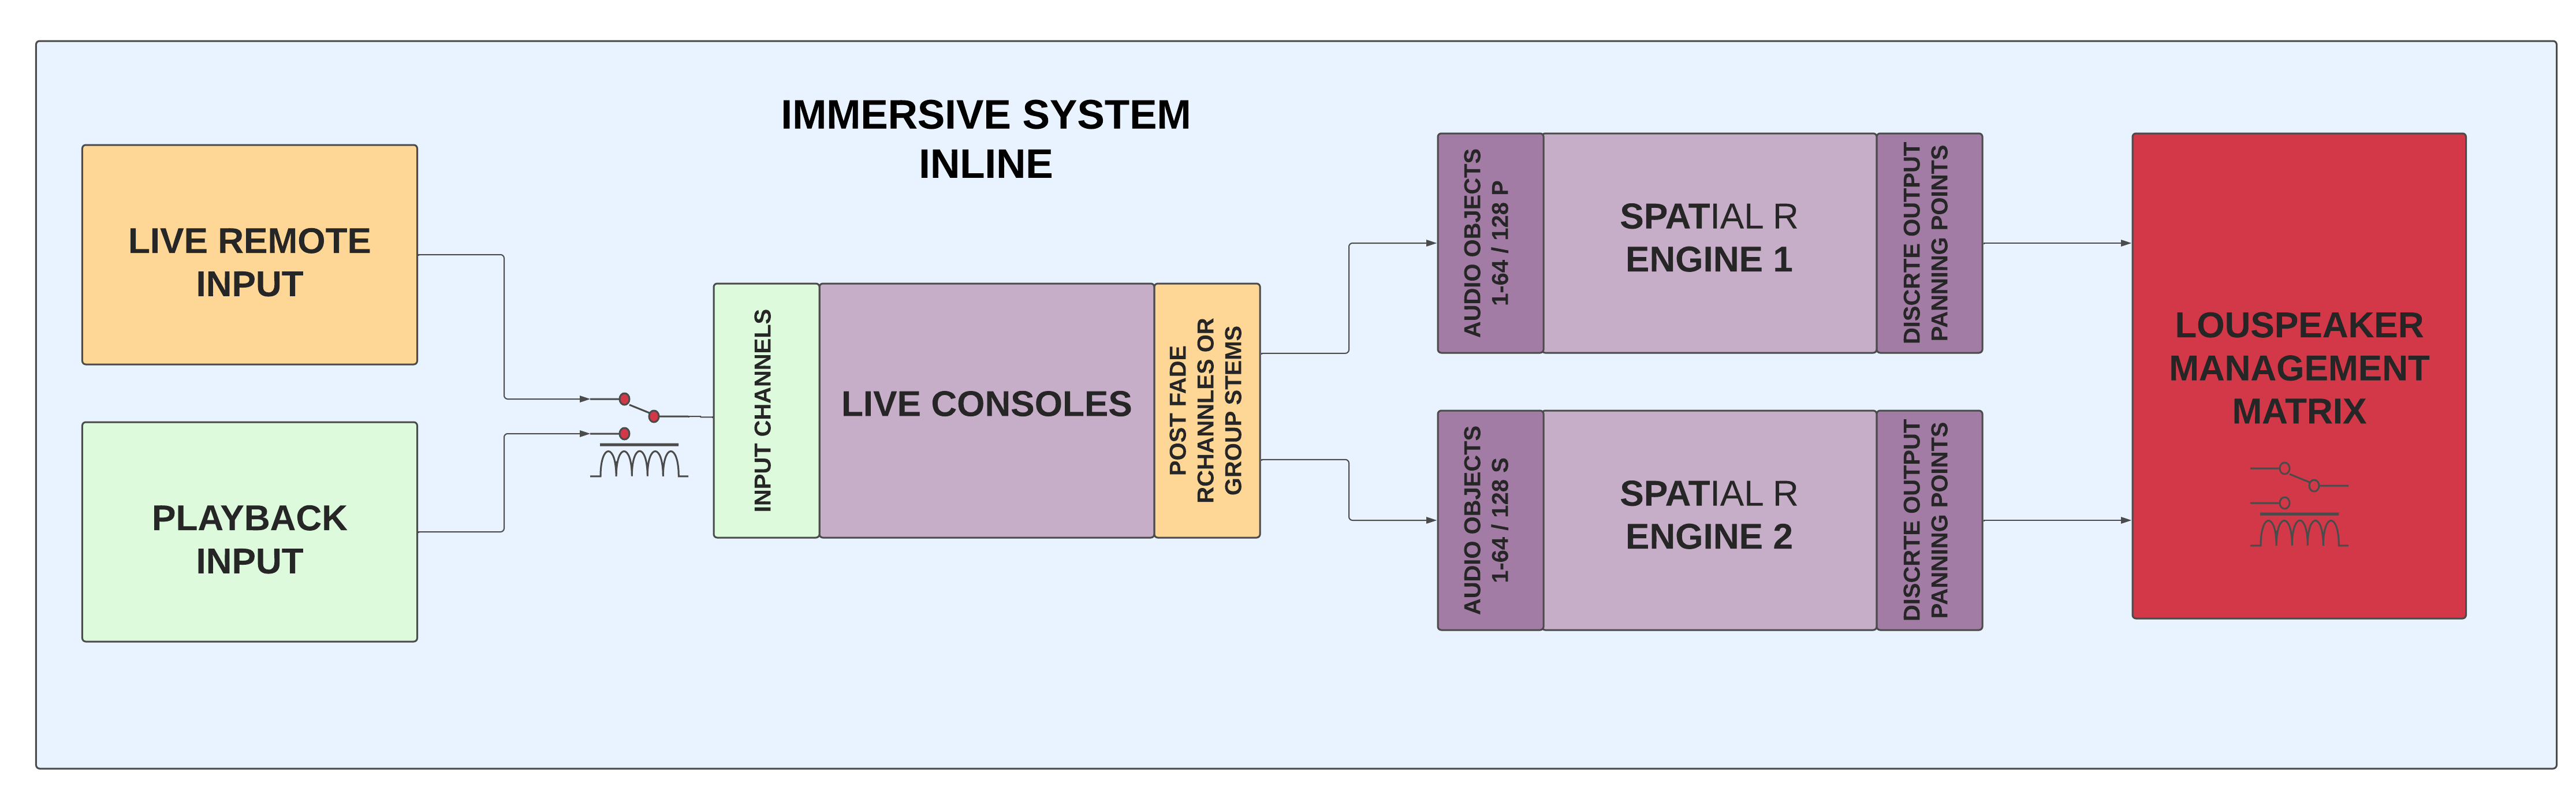 IMMERSIVE SYSTEM
INLINE
LIVE REMOTE
INPUT
PLAYBACK
INPUT
INPUT CHANNELS
LIVE CONSOLES
POST FADE
RCHANNLES OR
GROUP STEMS
AUDIO OBJECTS
1-64 / 128 P
SPATIAL R
ENGINE 1
DISCRTE OUTPUT
PANNING POINTS
AUDIO OBJECTS
1-64 / 128 S
SPATIAL R
ENGINE 2
DISCRTE OUTPUT
PANNING POINTS
LOUSPEAKER
MANAGEMENT
MATRIX